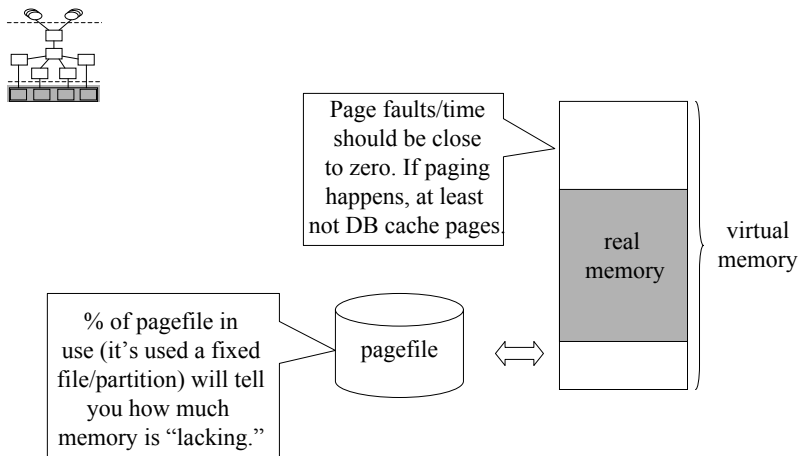 Page faults/time
should be close
to zero. If paging
happens, at least
not DB cache pages.
real
memory
virtual
memory
% of pagefile in
use (it’s used a fixed
file/partition) will tell
you how much
memory is “lacking.”
pagefile